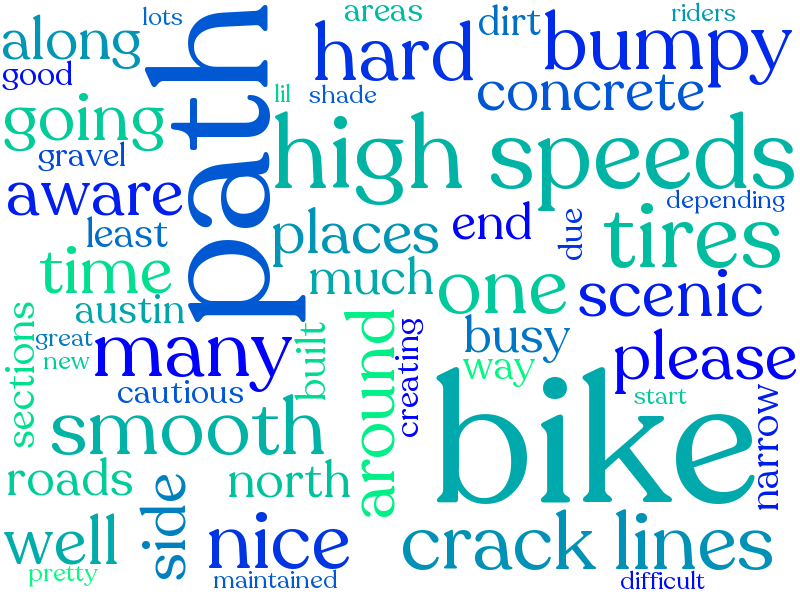 lots
areas
riders
along
path
hard
dirt
bumpy
good
lil
shade
concrete
going
high speeds
gravel
aware
depending
least
places
end
due
tires
time
much
one
scenic
austin
sections
great
new
many
built
around
creating
busy
way
please
cautious
start
smooth
bike
narrow
roads
side
north
well
nice
crack lines
pretty
maintained
difficult